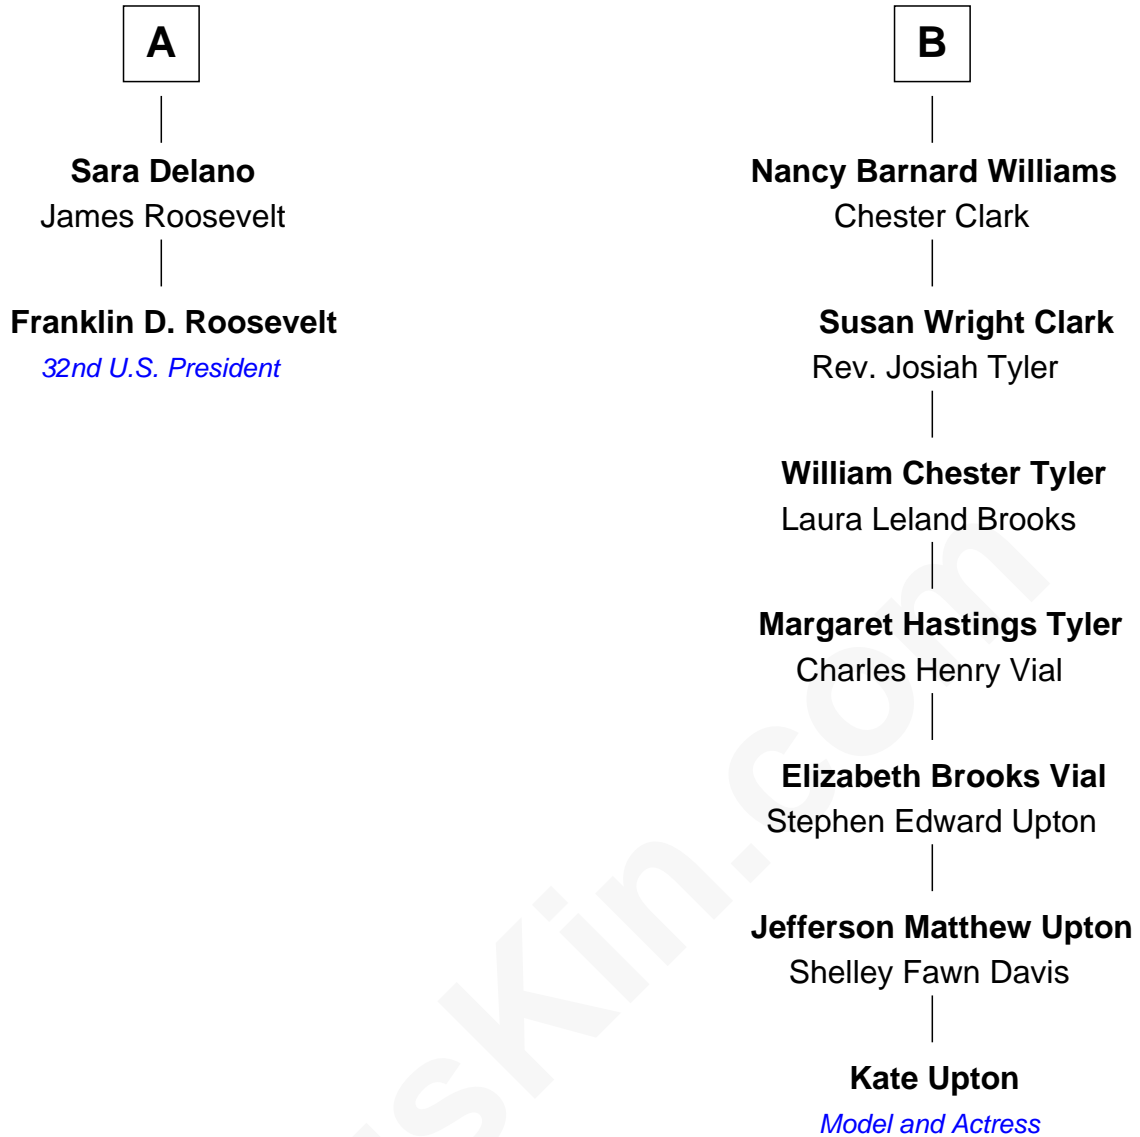 A
Sara Delano
James Roosevelt
Franklin D. Roosevelt
32nd U.S. President
B
Nancy Barnard Williams
Chester Clark
Susan Wright Clark
Rev. Josiah Tyler
William Chester Tyler
Laura Leland Brooks
Margaret Hastings Tyler
Charles Henry Vial
Elizabeth Brooks Vial
Stephen Edward Upton
Jefferson Matthew Upton
Shelley Fawn Davis
Kate Upton
Model and Actress
usKin.com